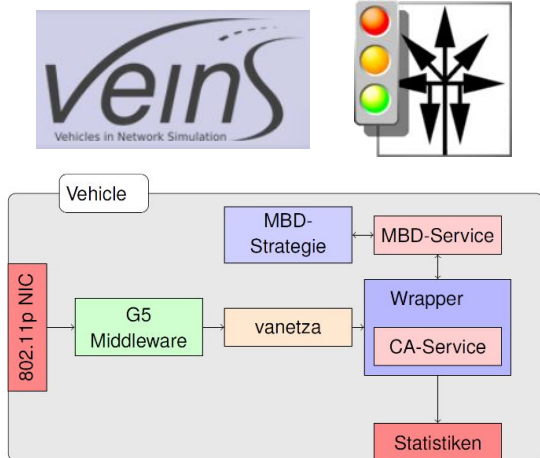 veins
Vehicles in Network Simulation
Vehicle
MBD-
Strategie
MBD-Service
802.11p NIC
G5
Middleware
vanetza
Wrapper
CA-Service
Statistiken